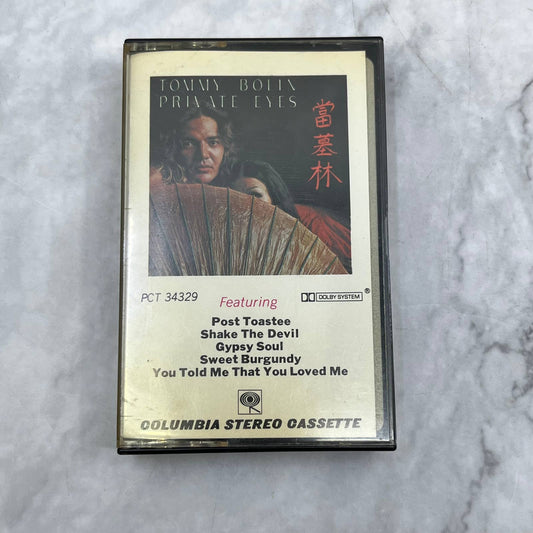 TOMMY BOLIN
PRIVATE EYES
當墓林
PCT 34329
Featuring
DOLBY SYSTEM ®
Post Toastee
Shake The Devil
Gypsy Soul
Sweet Burgundy
You Told Me That You Loved Me
COLUMBIA STEREO CASSETTE